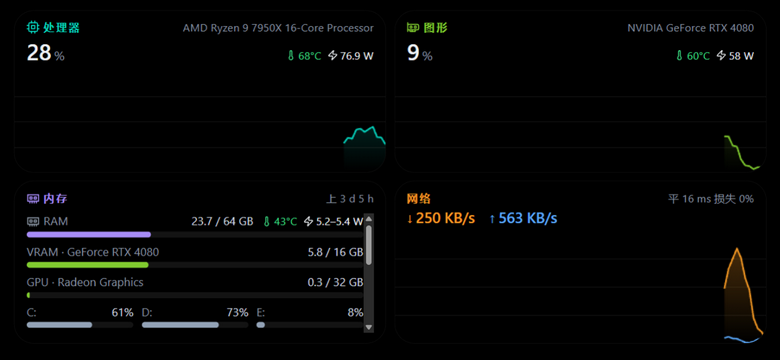 处理器 AMD Ryzen 9 7950X 16-Core Processor
28 % 68°C 76.9 W
图形 NVIDIA GeForce RTX 4080
9 % 60°C 58 W
内存 上 3 d 5 h
RAM 23.7 / 64 GB 43°C 5.2–5.4 W
VRAM · GeForce RTX 4080 5.8 / 16 GB
GPU · Radeon Graphics 0.3 / 32 GB
C: 61% D: 73% E: 8%
网络 平 16 ms 损失 0%
↓ 250 KB/s ↑ 563 KB/s